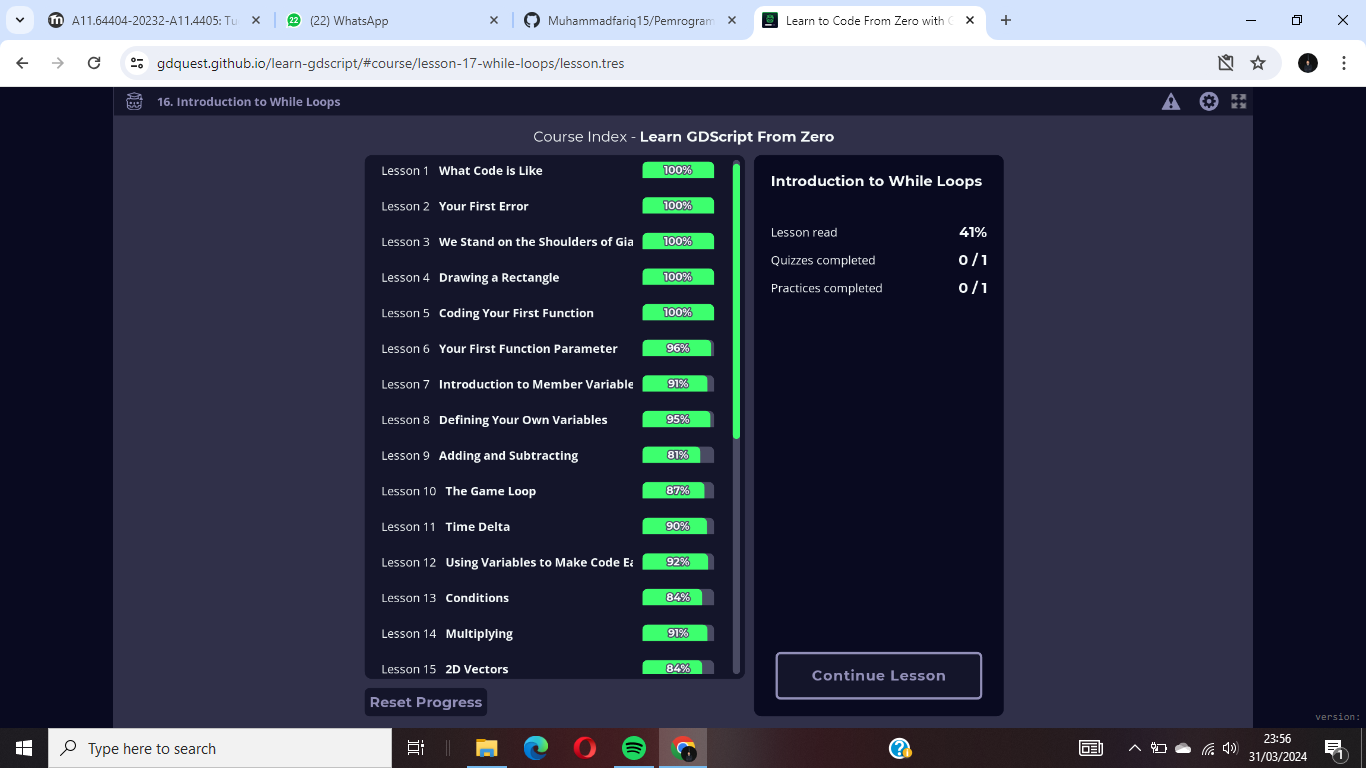 A11.64404-20232-A11.4405: Tu
(22) WhatsApp
Muhammadfariq15/Pemrogram
Learn to Code From Zero with G
gdquest.github.io/learn-gdscript/#course/lesson-17-while-loops/lesson.tres
16. Introduction to While Loops
Course Index - Learn GDScript From Zero
Lesson 1 What Code is Like 100%
Lesson 2 Your First Error 100%
Lesson 3 We Stand on the Shoulders of Gia 100%
Lesson 4 Drawing a Rectangle 100%
Lesson 5 Coding Your First Function 100%
Lesson 6 Your First Function Parameter 96%
Lesson 7 Introduction to Member Variable 91%
Lesson 8 Defining Your Own Variables 95%
Lesson 9 Adding and Subtracting 81%
Lesson 10 The Game Loop 87%
Lesson 11 Time Delta 90%
Lesson 12 Using Variables to Make Code Ea 92%
Lesson 13 Conditions 84%
Lesson 14 Multiplying 91%
Lesson 15 2D Vectors 84%
Reset Progress
Introduction to While Loops
Lesson read 41%
Quizzes completed 0 / 1
Practices completed 0 / 1
Continue Lesson
version:
Type here to search
23:56
31/03/2024
1